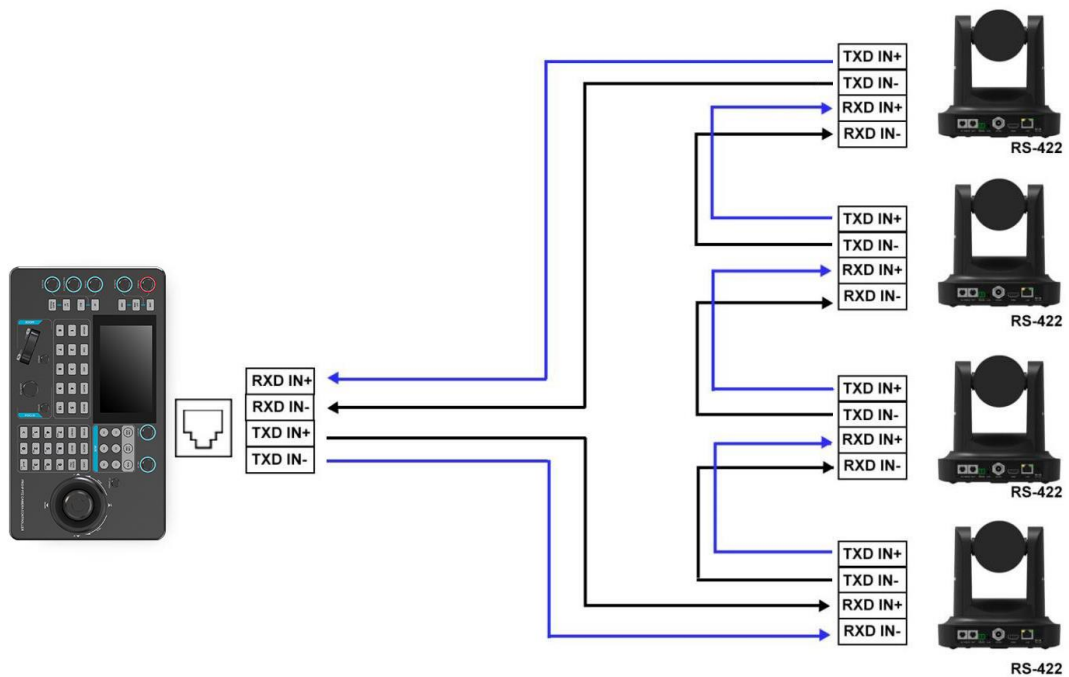 TXD IN+
TXD IN-
RXD IN+
RXD IN-
RS-422
TXD IN+
TXD IN-
RXD IN+
RXD IN-
RS-422
RXD IN+
RXD IN-
TXD IN+
TXD IN-
TXD IN+
TXD IN-
RXD IN+
RXD IN-
RS-422
TXD IN+
TXD IN-
RXD IN+
RXD IN-
RS-422